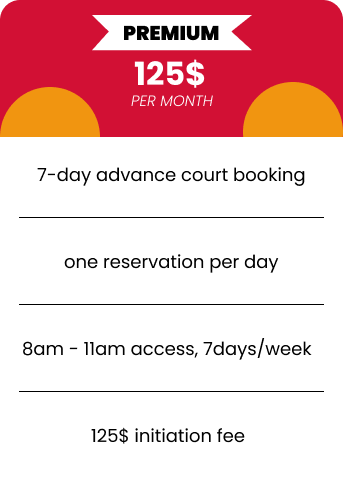 PREMIUM
125$
PER MONTH
7-day advance court booking
one reservation per day
8am - 11am access, 7days/week
125$ initiation fee